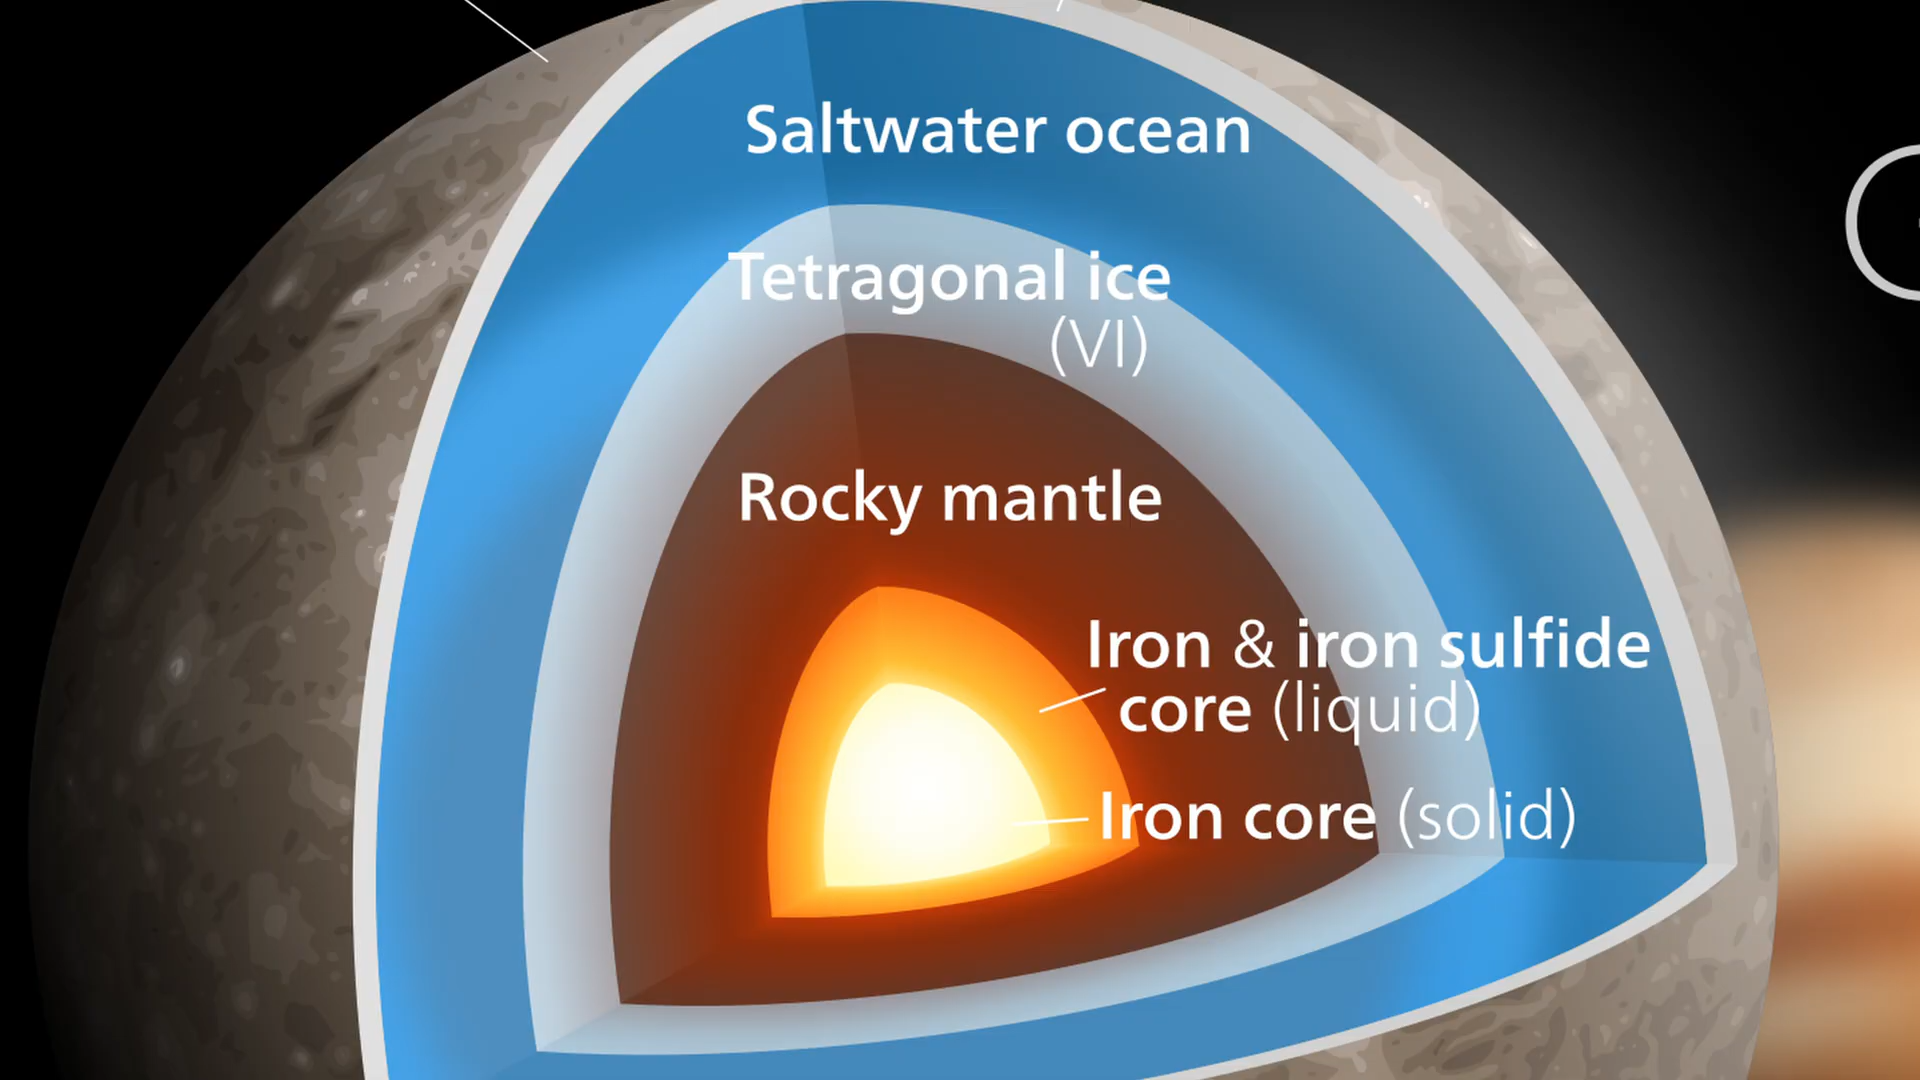 Saltwater ocean
Tetragonal ice
(VI)
Rocky mantle
Iron & iron sulfide
core (liquid)
Iron core (solid)